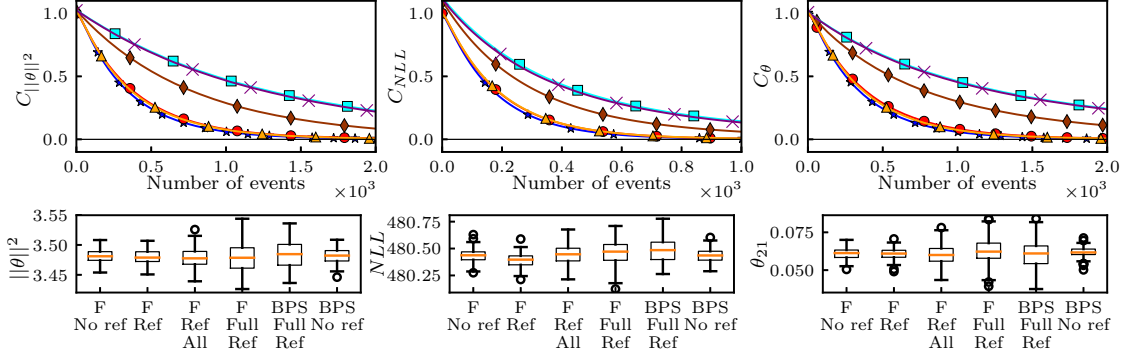 1.0
0.5
0.0
C_{||θ||^2}
0.0 0.5 1.0 1.5 2.0
Number of events
×10^3
1.0
0.5
0.0
C_{NLL}
0.0 0.2 0.4 0.6 0.8 1.0
Number of events
×10^3
1.0
0.5
0.0
C_θ
0.0 0.5 1.0 1.5 2.0
Number of events
×10^3
3.55
3.50
3.45
||θ||^2
F F F F BPS BPS
No ref Ref Ref Full Full No ref
All Ref Ref
480.75
480.50
480.25
NLL
F F F F BPS BPS
No ref Ref Ref Full Full No ref
All Ref Ref
0.075
0.050
θ_{21}
F F F F BPS BPS
No ref Ref Ref Full Full No ref
All Ref Ref